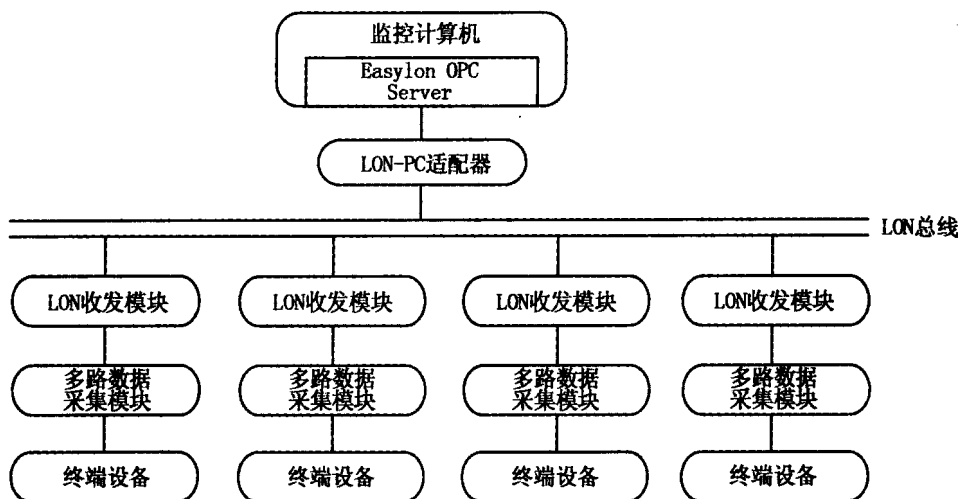 监控计算机
Easylon OPC
Server
LON-PC适配器
LON总线
LON收发模块 LON收发模块 LON收发模块 LON收发模块
多路数据 多路数据 多路数据 多路数据
采集模块 采集模块 采集模块 采集模块
终端设备 终端设备 终端设备 终端设备